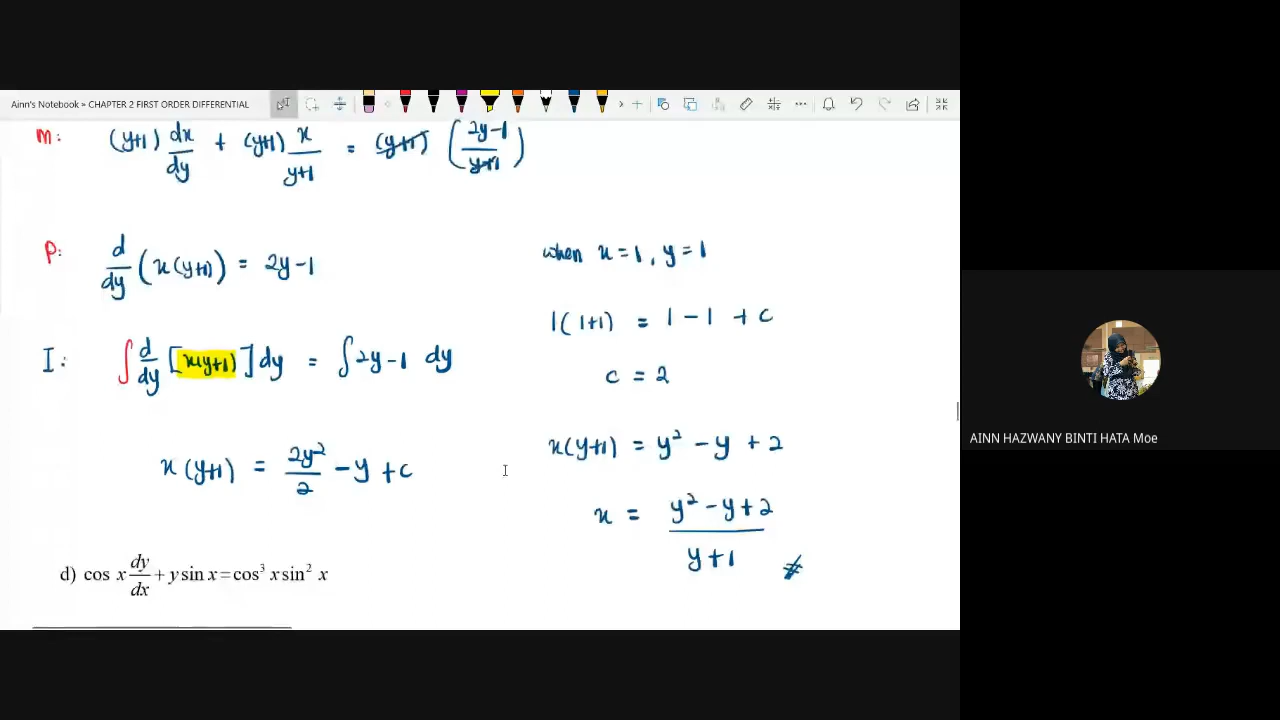 Ainn's Notebook » CHAPTER 2 FIRST ORDER DIFFERENTIAL
M: (y+1) dx/dy + (y+1) x/(y+1) = (y+1) ((2y-1)/(y+1))
P: d/dy (x(y+1)) = 2y-1
I: ∫ d/dy [x(y+1)] dy = ∫ 2y-1 dy
x(y+1) = 2y²/2 - y + c
d) cos x dy/dx + y sin x = cos³ x sin² x
when x=1, y=1
1(1+1) = 1 - 1 + c
c = 2
x(y+1) = y² - y + 2
x = (y² - y + 2)/(y+1) #
AINN HAZWANY BINTI HATA Moe